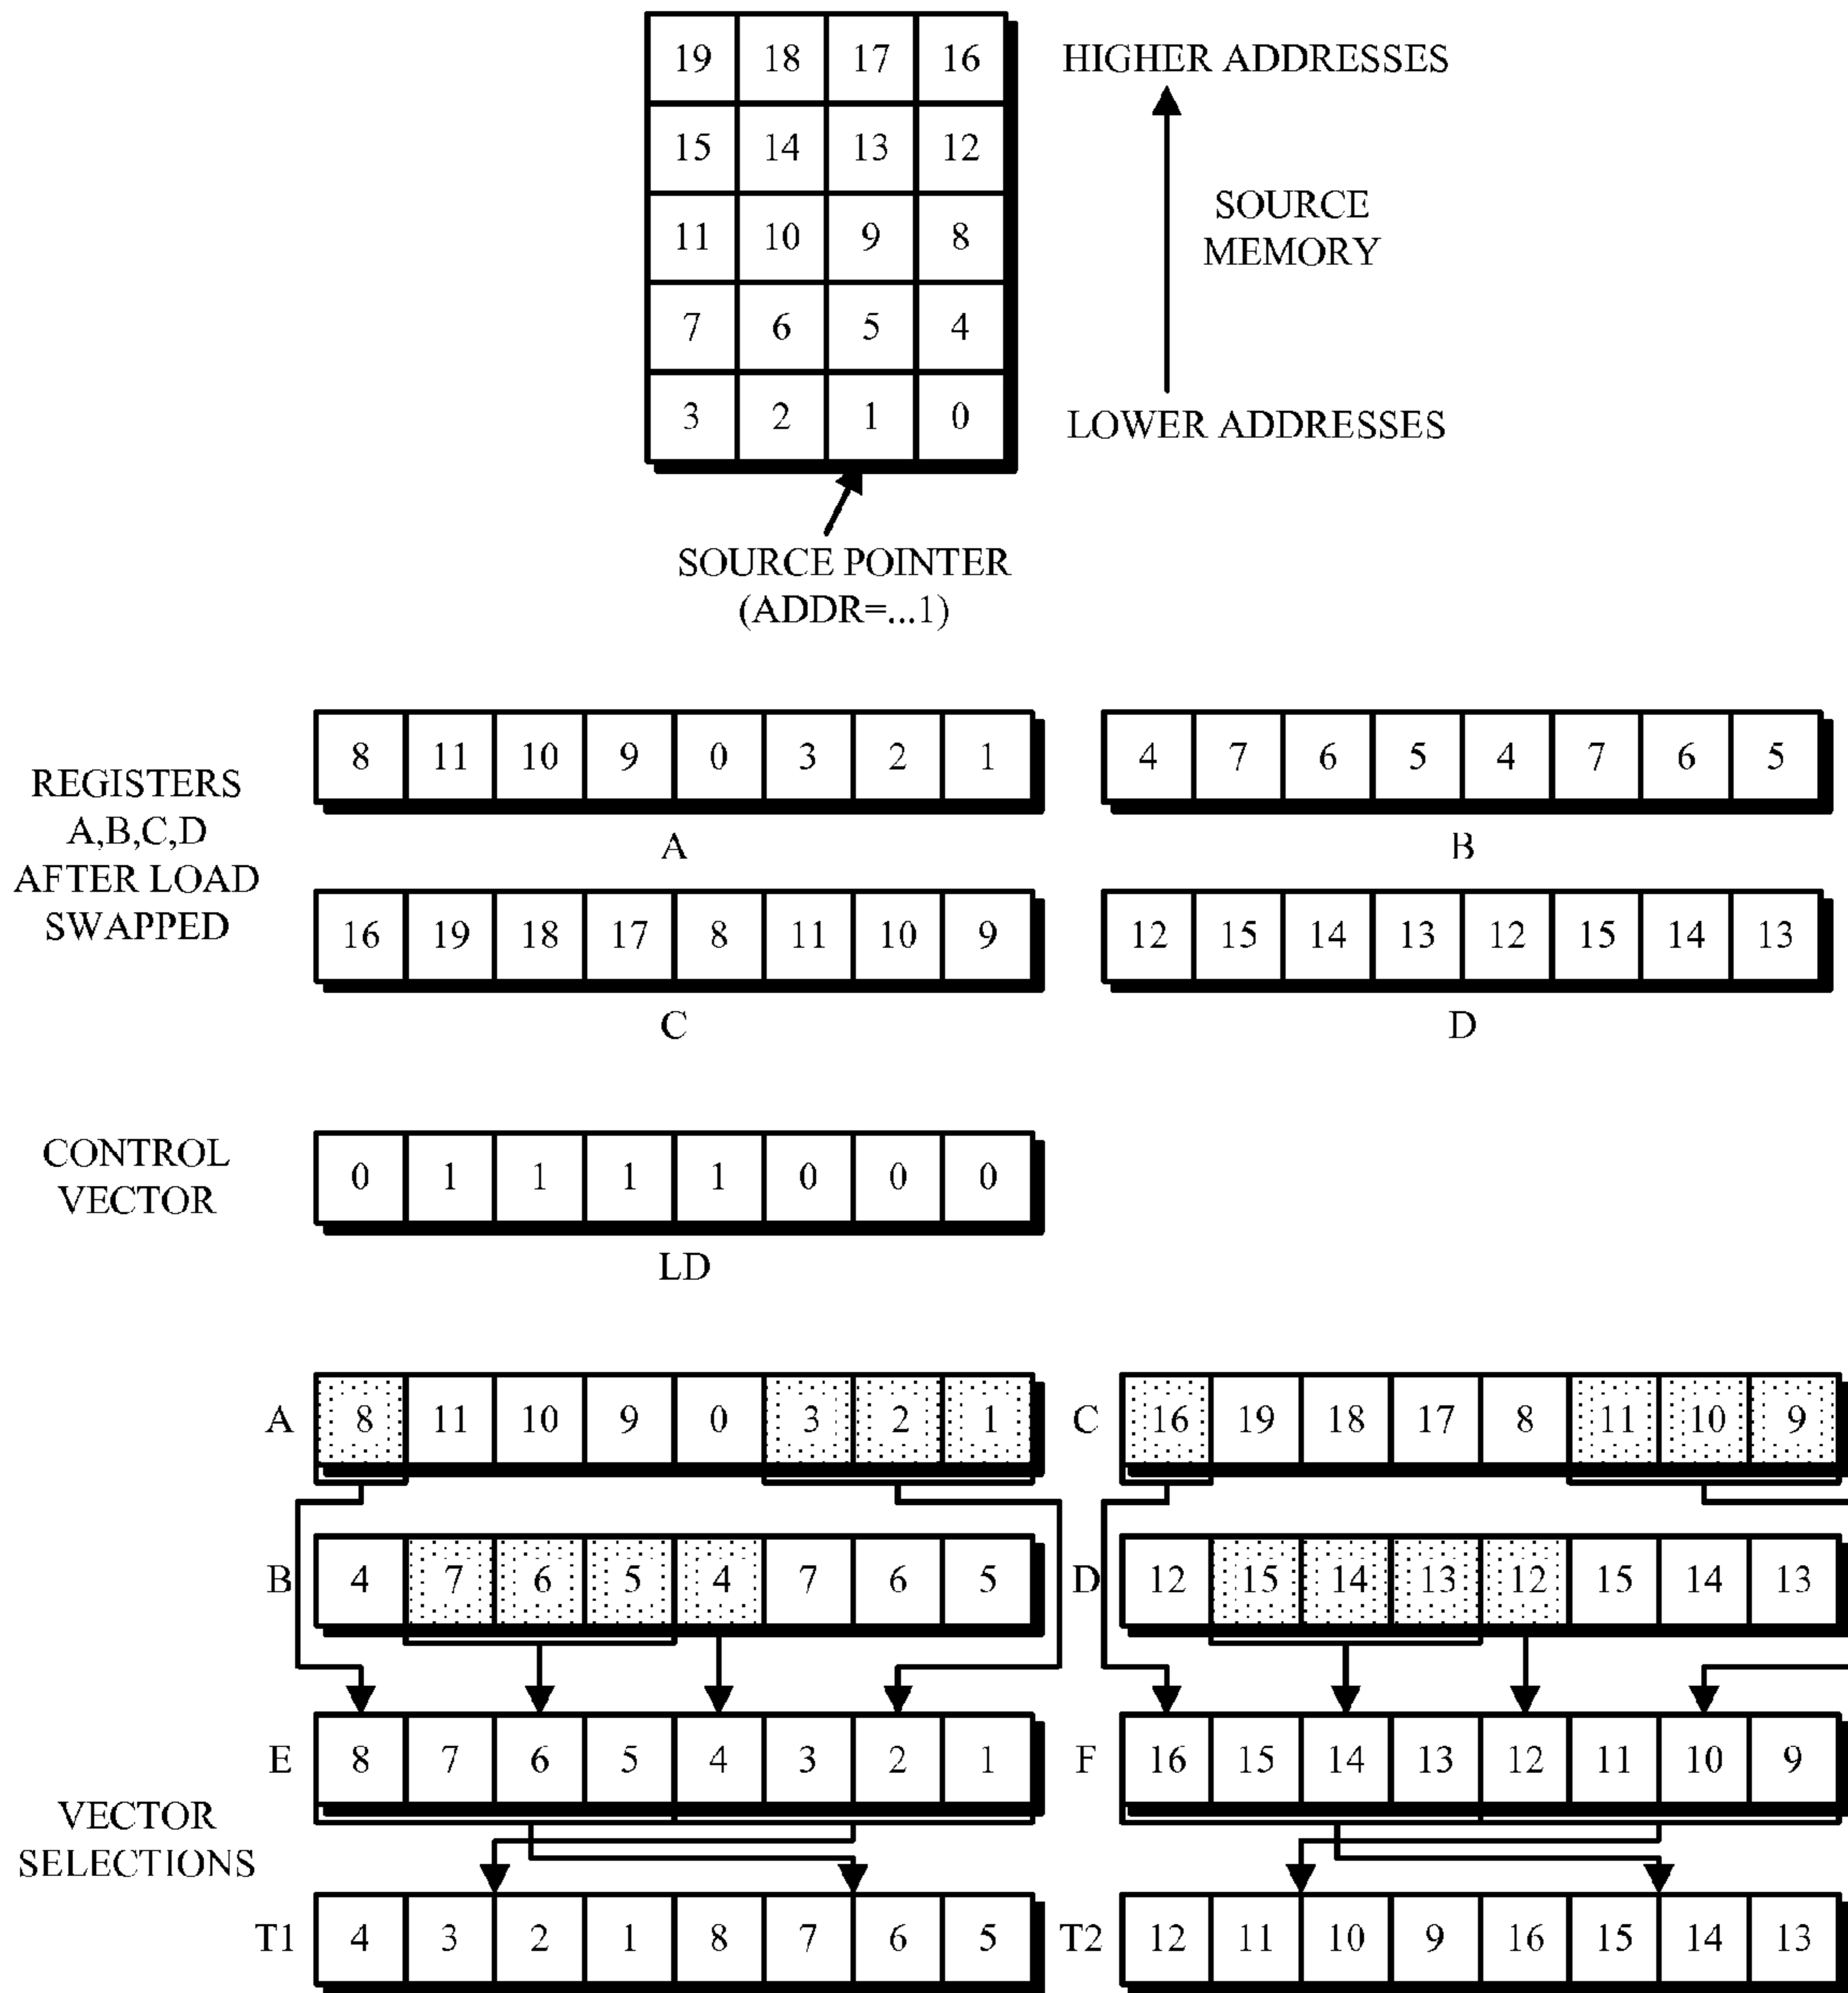 19 18 17 16
HIGHER ADDRESSES
15 14 13 12
SOURCE
MEMORY
11 10 9 8
7 6 5 4
3 2 1 0
LOWER ADDRESSES
SOURCE POINTER
(ADDR=...1)
REGISTERS
A,B,C,D
AFTER LOAD
SWAPPED
8 11 10 9 0 3 2 1
A
4 7 6 5 4 7 6 5
B
16 19 18 17 8 11 10 9
C
12 15 14 13 12 15 14 13
D
CONTROL
VECTOR
0 1 1 1 1 0 0 0
LD
A 8 11 10 9 0 3 2 1
C 16 19 18 17 8 11 10 9
B 4 7 6 5 4 7 6 5
D 12 15 14 13 12 15 14 13
E 8 7 6 5 4 3 2 1
F 16 15 14 13 12 11 10 9
VECTOR
SELECTIONS
T1 4 3 2 1 8 7 6 5
T2 12 11 10 9 16 15 14 13